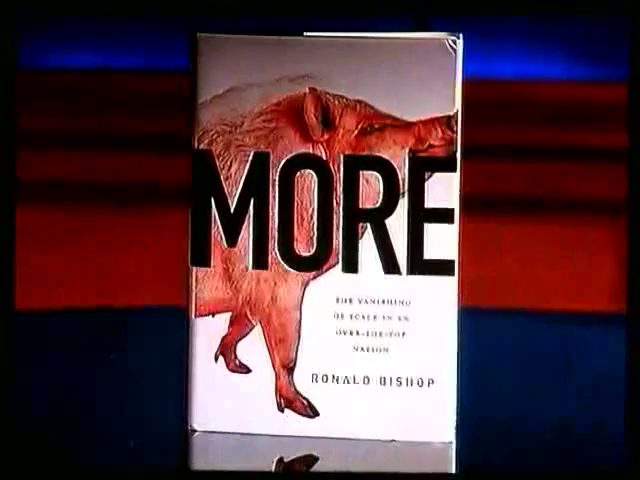 MORE
THE VANISHING
OF SCALE IN AN
OVER-THE-TOP
NATION
RONALD BISHOP